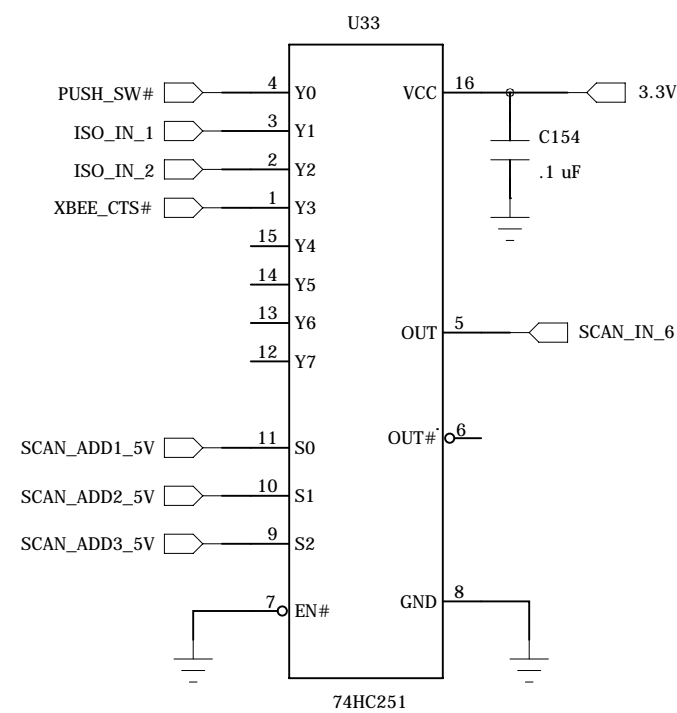 U33
PUSH_SW# 4 Y0 VCC 16 3.3V
ISO_IN_1 3 Y1
C154
ISO_IN_2 2 Y2
.1 uF
XBEE_CTS# 1 Y3
15 Y4
14 Y5
13 Y6
OUT 5 SCAN_IN_6
12 Y7
OUT# 6
SCAN_ADD1_5V 11 S0
SCAN_ADD2_5V 10 S1
SCAN_ADD3_5V 9 S2
7 EN# GND 8
74HC251